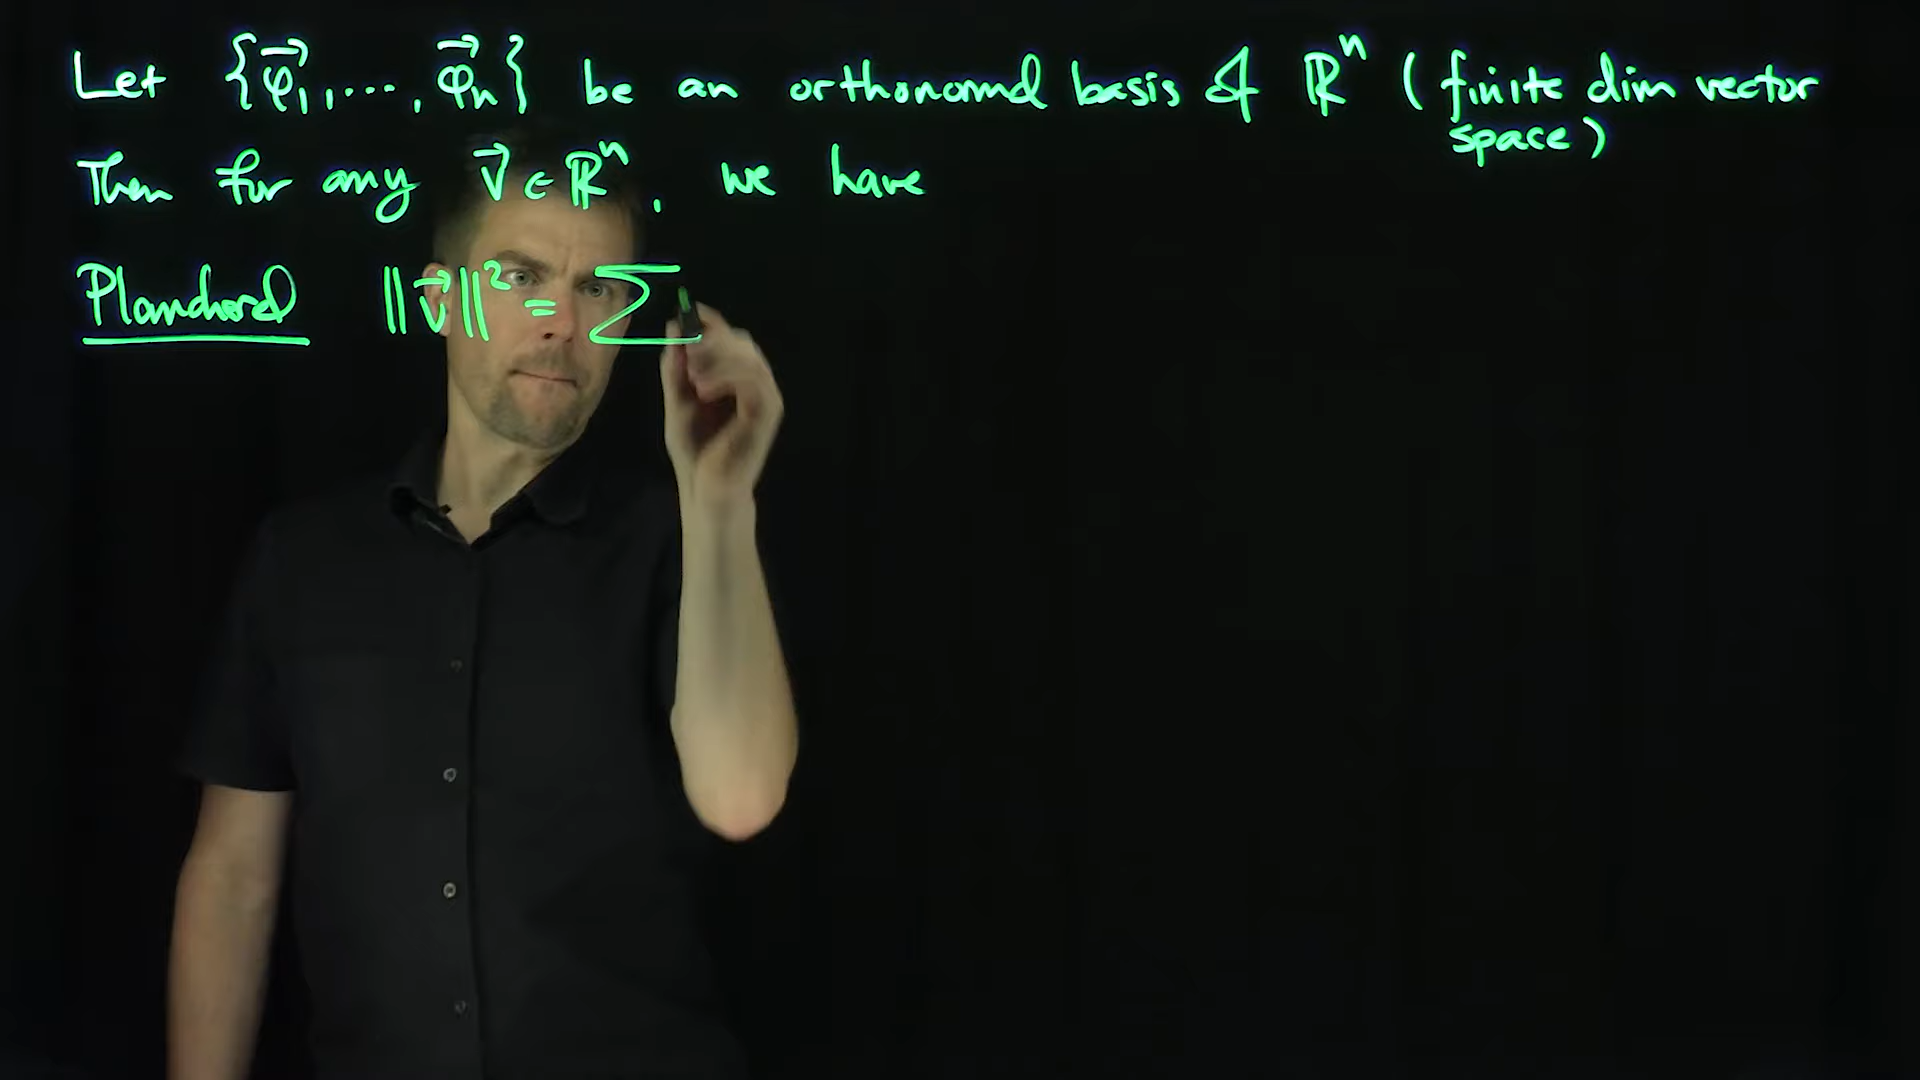 Let {φ⃗₁, ..., φ⃗ₙ} be an orthonormal basis of ℝⁿ (finite dim vector space)
Then for any v⃗ ∈ ℝⁿ, we have
Plancherel ‖v⃗‖² = Σ